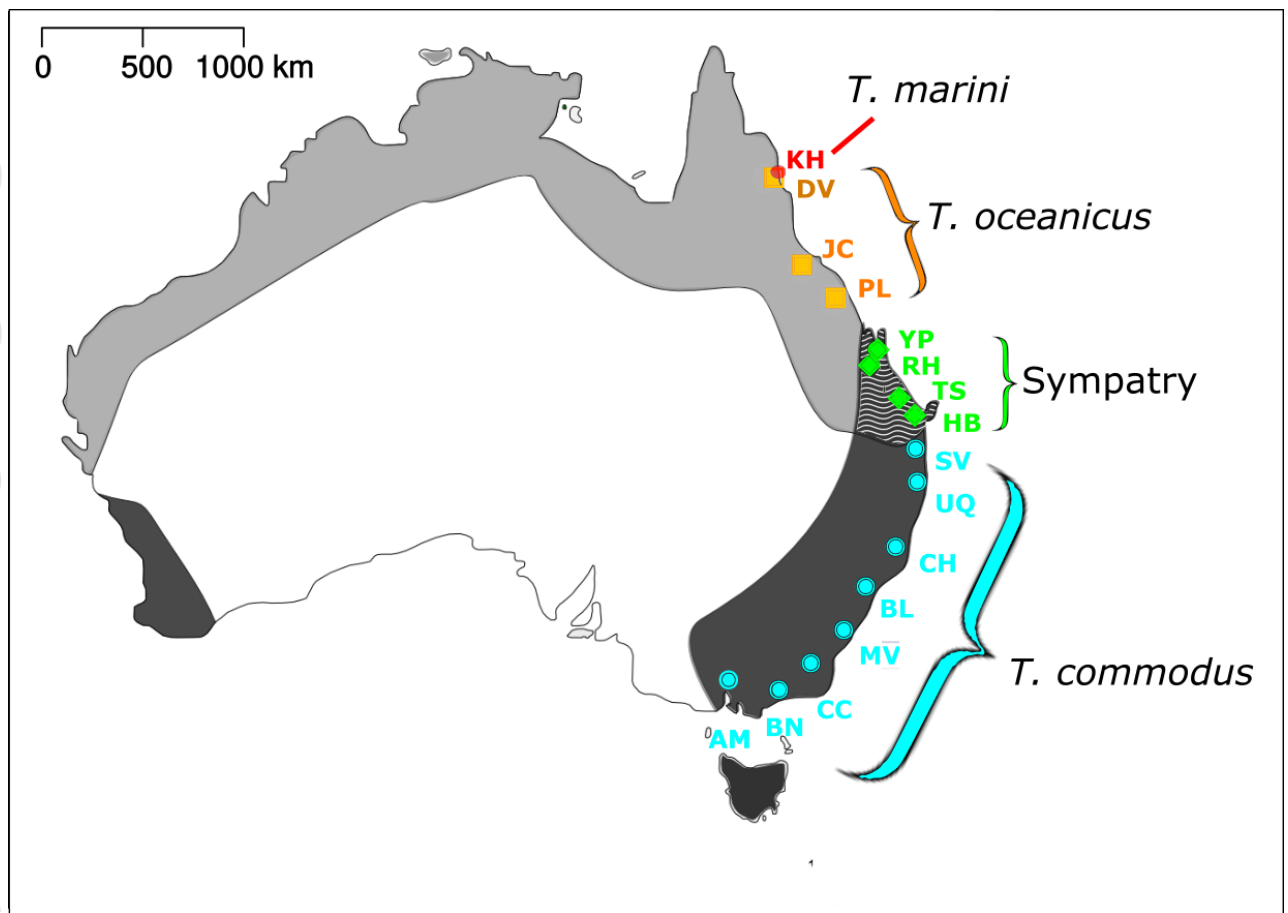 0 500 1000 km
T. marini
KH
DV
T. oceanicus
JC
PL
YP
RH
Sympatry
TS
HB
SV
UQ
CH
BL
MV
T. commodus
CC
BN
AM